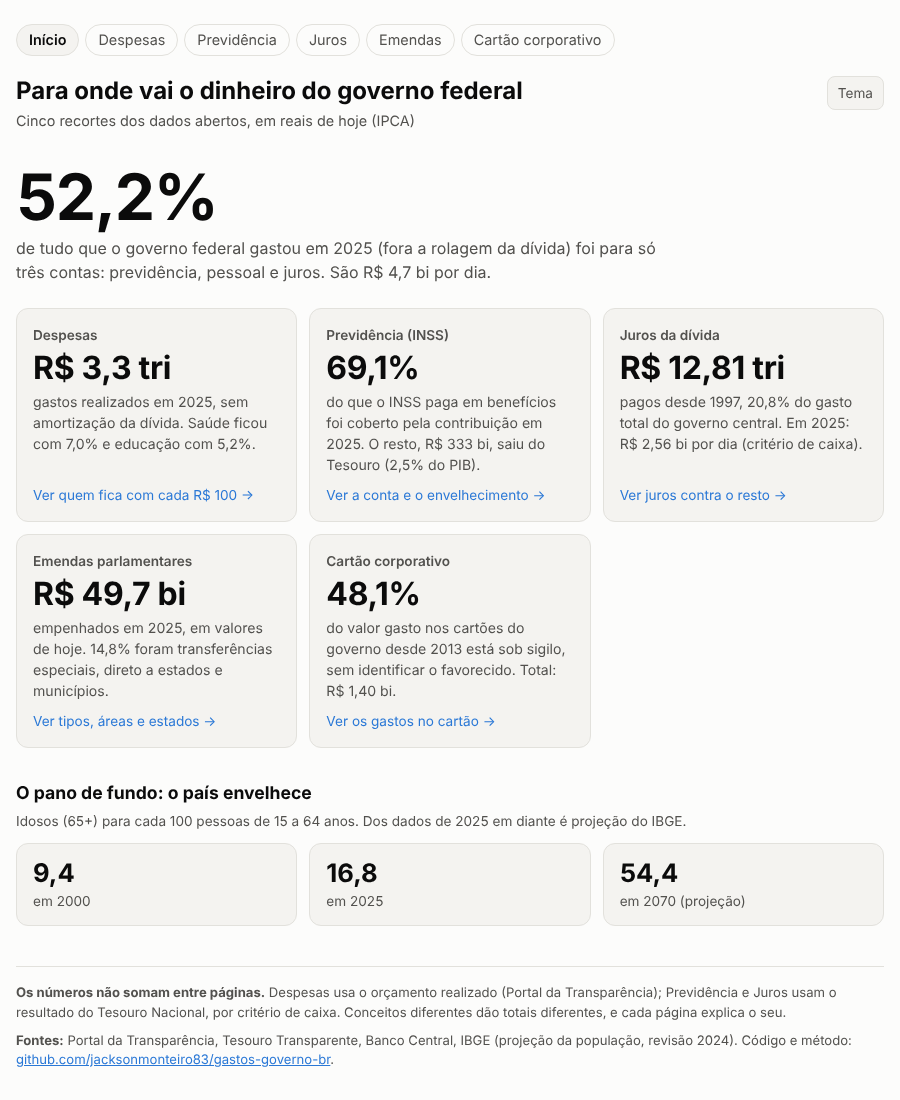 Início
Despesas
Previdência
Juros
Emendas
Cartão corporativo
Para onde vai o dinheiro do governo federal
Tema
Cinco recortes dos dados abertos, em reais de hoje (IPCA)
52,2%
de tudo que o governo federal gastou em 2025 (fora a rolagem da dívida) foi para só
três contas: previdência, pessoal e juros. São R$ 4,7 bi por dia.
Despesas
R$ 3,3 tri
gastos realizados em 2025, sem
amortização da dívida. Saúde ficou
com 7,0% e educação com 5,2%.
Ver quem fica com cada R$ 100 →
Previdência (INSS)
69,1%
do que o INSS paga em benefícios
foi coberto pela contribuição em
2025. O resto, R$ 333 bi, saiu do
Tesouro (2,5% do PIB).
Ver a conta e o envelhecimento →
Juros da dívida
R$ 12,81 tri
pagos desde 1997, 20,8% do gasto
total do governo central. Em 2025:
R$ 2,56 bi por dia (critério de caixa).
Ver juros contra o resto →
Emendas parlamentares
R$ 49,7 bi
empenhados em 2025, em valores
de hoje. 14,8% foram transferências
especiais, direto a estados e
municípios.
Ver tipos, áreas e estados →
Cartão corporativo
48,1%
do valor gasto nos cartões do
governo desde 2013 está sob sigilo,
sem identificar o favorecido. Total:
R$ 1,40 bi.
Ver os gastos no cartão →
O pano de fundo: o país envelhece
Idosos (65+) para cada 100 pessoas de 15 a 64 anos. Dos dados de 2025 em diante é projeção do IBGE.
9,4
em 2000
16,8
em 2025
54,4
em 2070 (projeção)
Os números não somam entre páginas. Despesas usa o orçamento realizado (Portal da Transparência); Previdência e Juros usam o
resultado do Tesouro Nacional, por critério de caixa. Conceitos diferentes dão totais diferentes, e cada página explica o seu.
Fontes: Portal da Transparência, Tesouro Transparente, Banco Central, IBGE (projeção da população, revisão 2024). Código e método:
github.com/jacksonmonteiro83/gastos-governo-br.